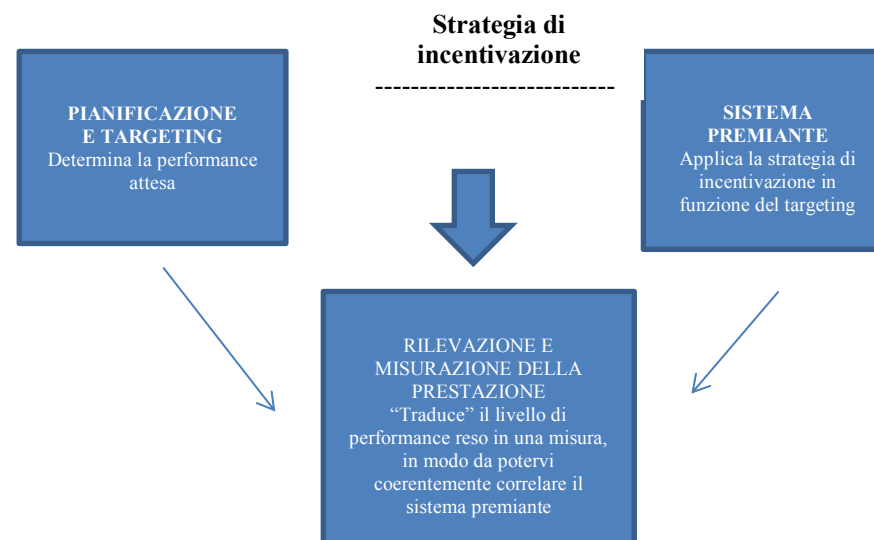 Strategia di
incentivazione
---------------------------
PIANIFICAZIONE
E TARGETING
Determina la performance
attesa
SISTEMA
PREMIANTE
Applica la strategia di
incentivazione in
funzione del targeting
RILEVAZIONE E
MISURAZIONE DELLA
PRESTAZIONE
“Traduce” il livello di
performance reso in una misura,
in modo da potervi
coerentemente correlare il
sistema premiante